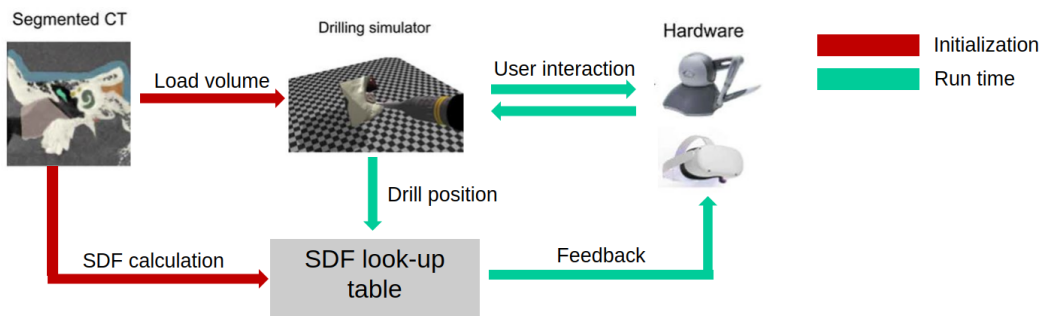 Segmented CT
Drilling simulator
Hardware
Initialization
Run time
Load volume
User interaction
Drill position
SDF calculation
SDF look-up
table
Feedback